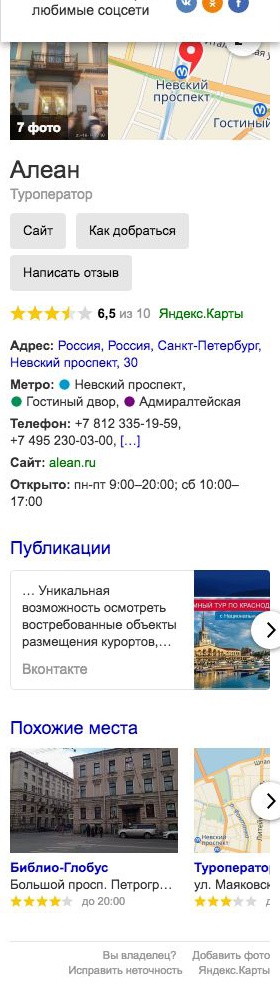 любимые соцсети
7 фото
Невский
проспект
Гостиный
Алеан
Туроператор
Сайт
Как добраться
Написать отзыв
6,5 из 10 Яндекс.Карты
Адрес: Россия, Россия, Санкт-Петербург,
Невский проспект, 30
Метро: Невский проспект,
Гостиный двор, Адмиралтейская
Телефон: +7 812 335-19-59,
+7 495 230-03-00, [...]
Сайт: alean.ru
Открыто: пн-пт 9:00–20:00; сб 10:00–
17:00
Публикации
... Уникальная
возможность осмотреть
востребованные объекты
размещения курортов,...
Вконтакте
МНЫЙ ТУР ПО КРАСНОД
Похожие места
Невский
проспект
Библио-Глобус
Большой просп. Петрогр...
до 20:00
Туроператор
ул. Маяковск
Вы владелец? Добавить фото
Исправить неточность Яндекс.Карты